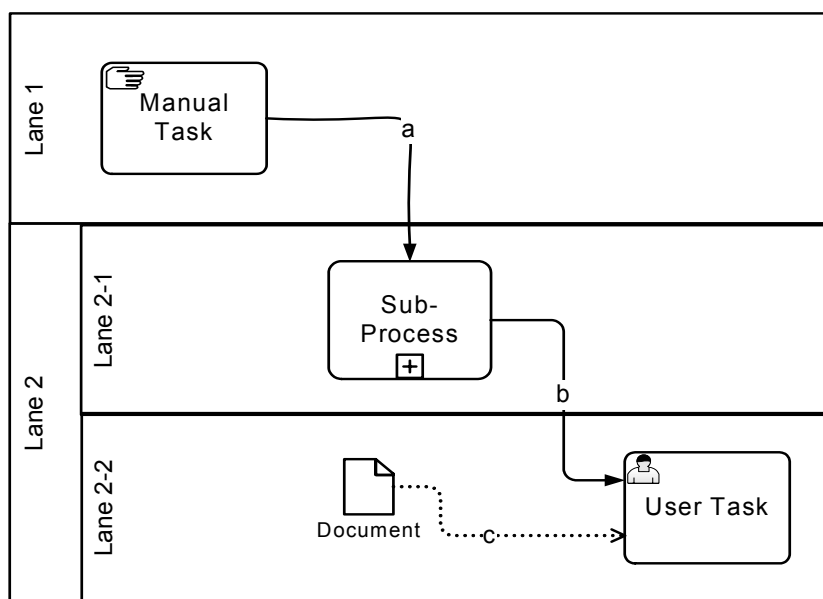 Lane 1
Manual
Task
a
Lane 2
Lane 2-1
Sub-
Process
b
Lane 2-2
Document
c
User Task